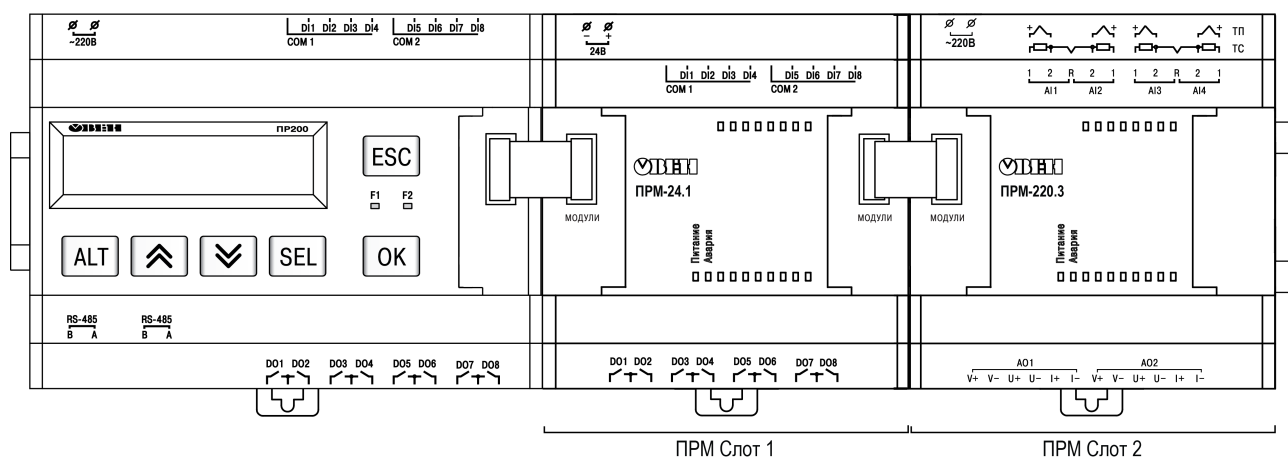 ~220В
DI1 DI2 DI3 DI4 DI5 DI6 DI7 DI8
COM 1 COM 2
ОВЕН ПР200
ESC
F1 F2
ALT SEL OK
RS-485 RS-485
B A B A
DO1 DO2 DO3 DO4 DO5 DO6 DO7 DO8
− +
24В
DI1 DI2 DI3 DI4 DI5 DI6 DI7 DI8
COM 1 COM 2
ОВЕН
ПРМ-24.1
МОДУЛИ МОДУЛИ
Питание
Авария
DO1 DO2 DO3 DO4 DO5 DO6 DO7 DO8
ПРМ Слот 1
~220В
+ + + + ТП
ТС
1 2 R 2 1 1 2 R 2 1
AI1 AI2 AI3 AI4
ОВЕН
ПРМ-220.3
МОДУЛИ
Питание
Авария
AO1 AO2
V+ V− U+ U− I+ I− V+ V− U+ U− I+ I−
ПРМ Слот 2